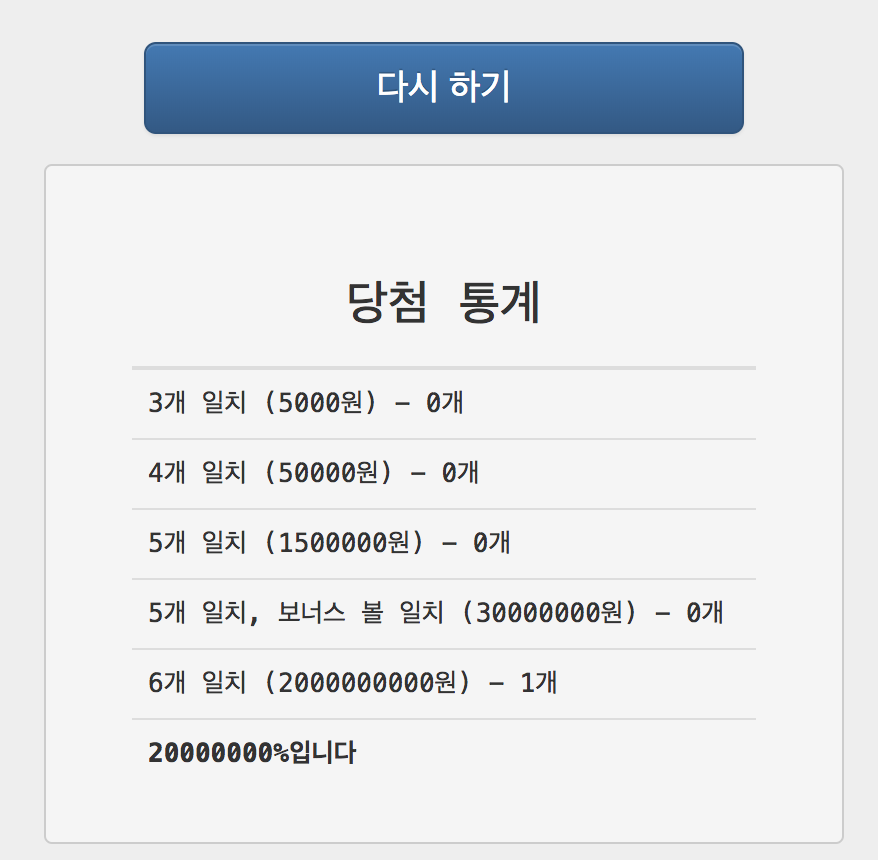 다시 하기
당첨 통계
3개 일치 (5000원) – 0개
4개 일치 (50000원) – 0개
5개 일치 (1500000원) – 0개
5개 일치, 보너스 볼 일치 (30000000원) – 0개
6개 일치 (2000000000원) – 1개
20000000%입니다